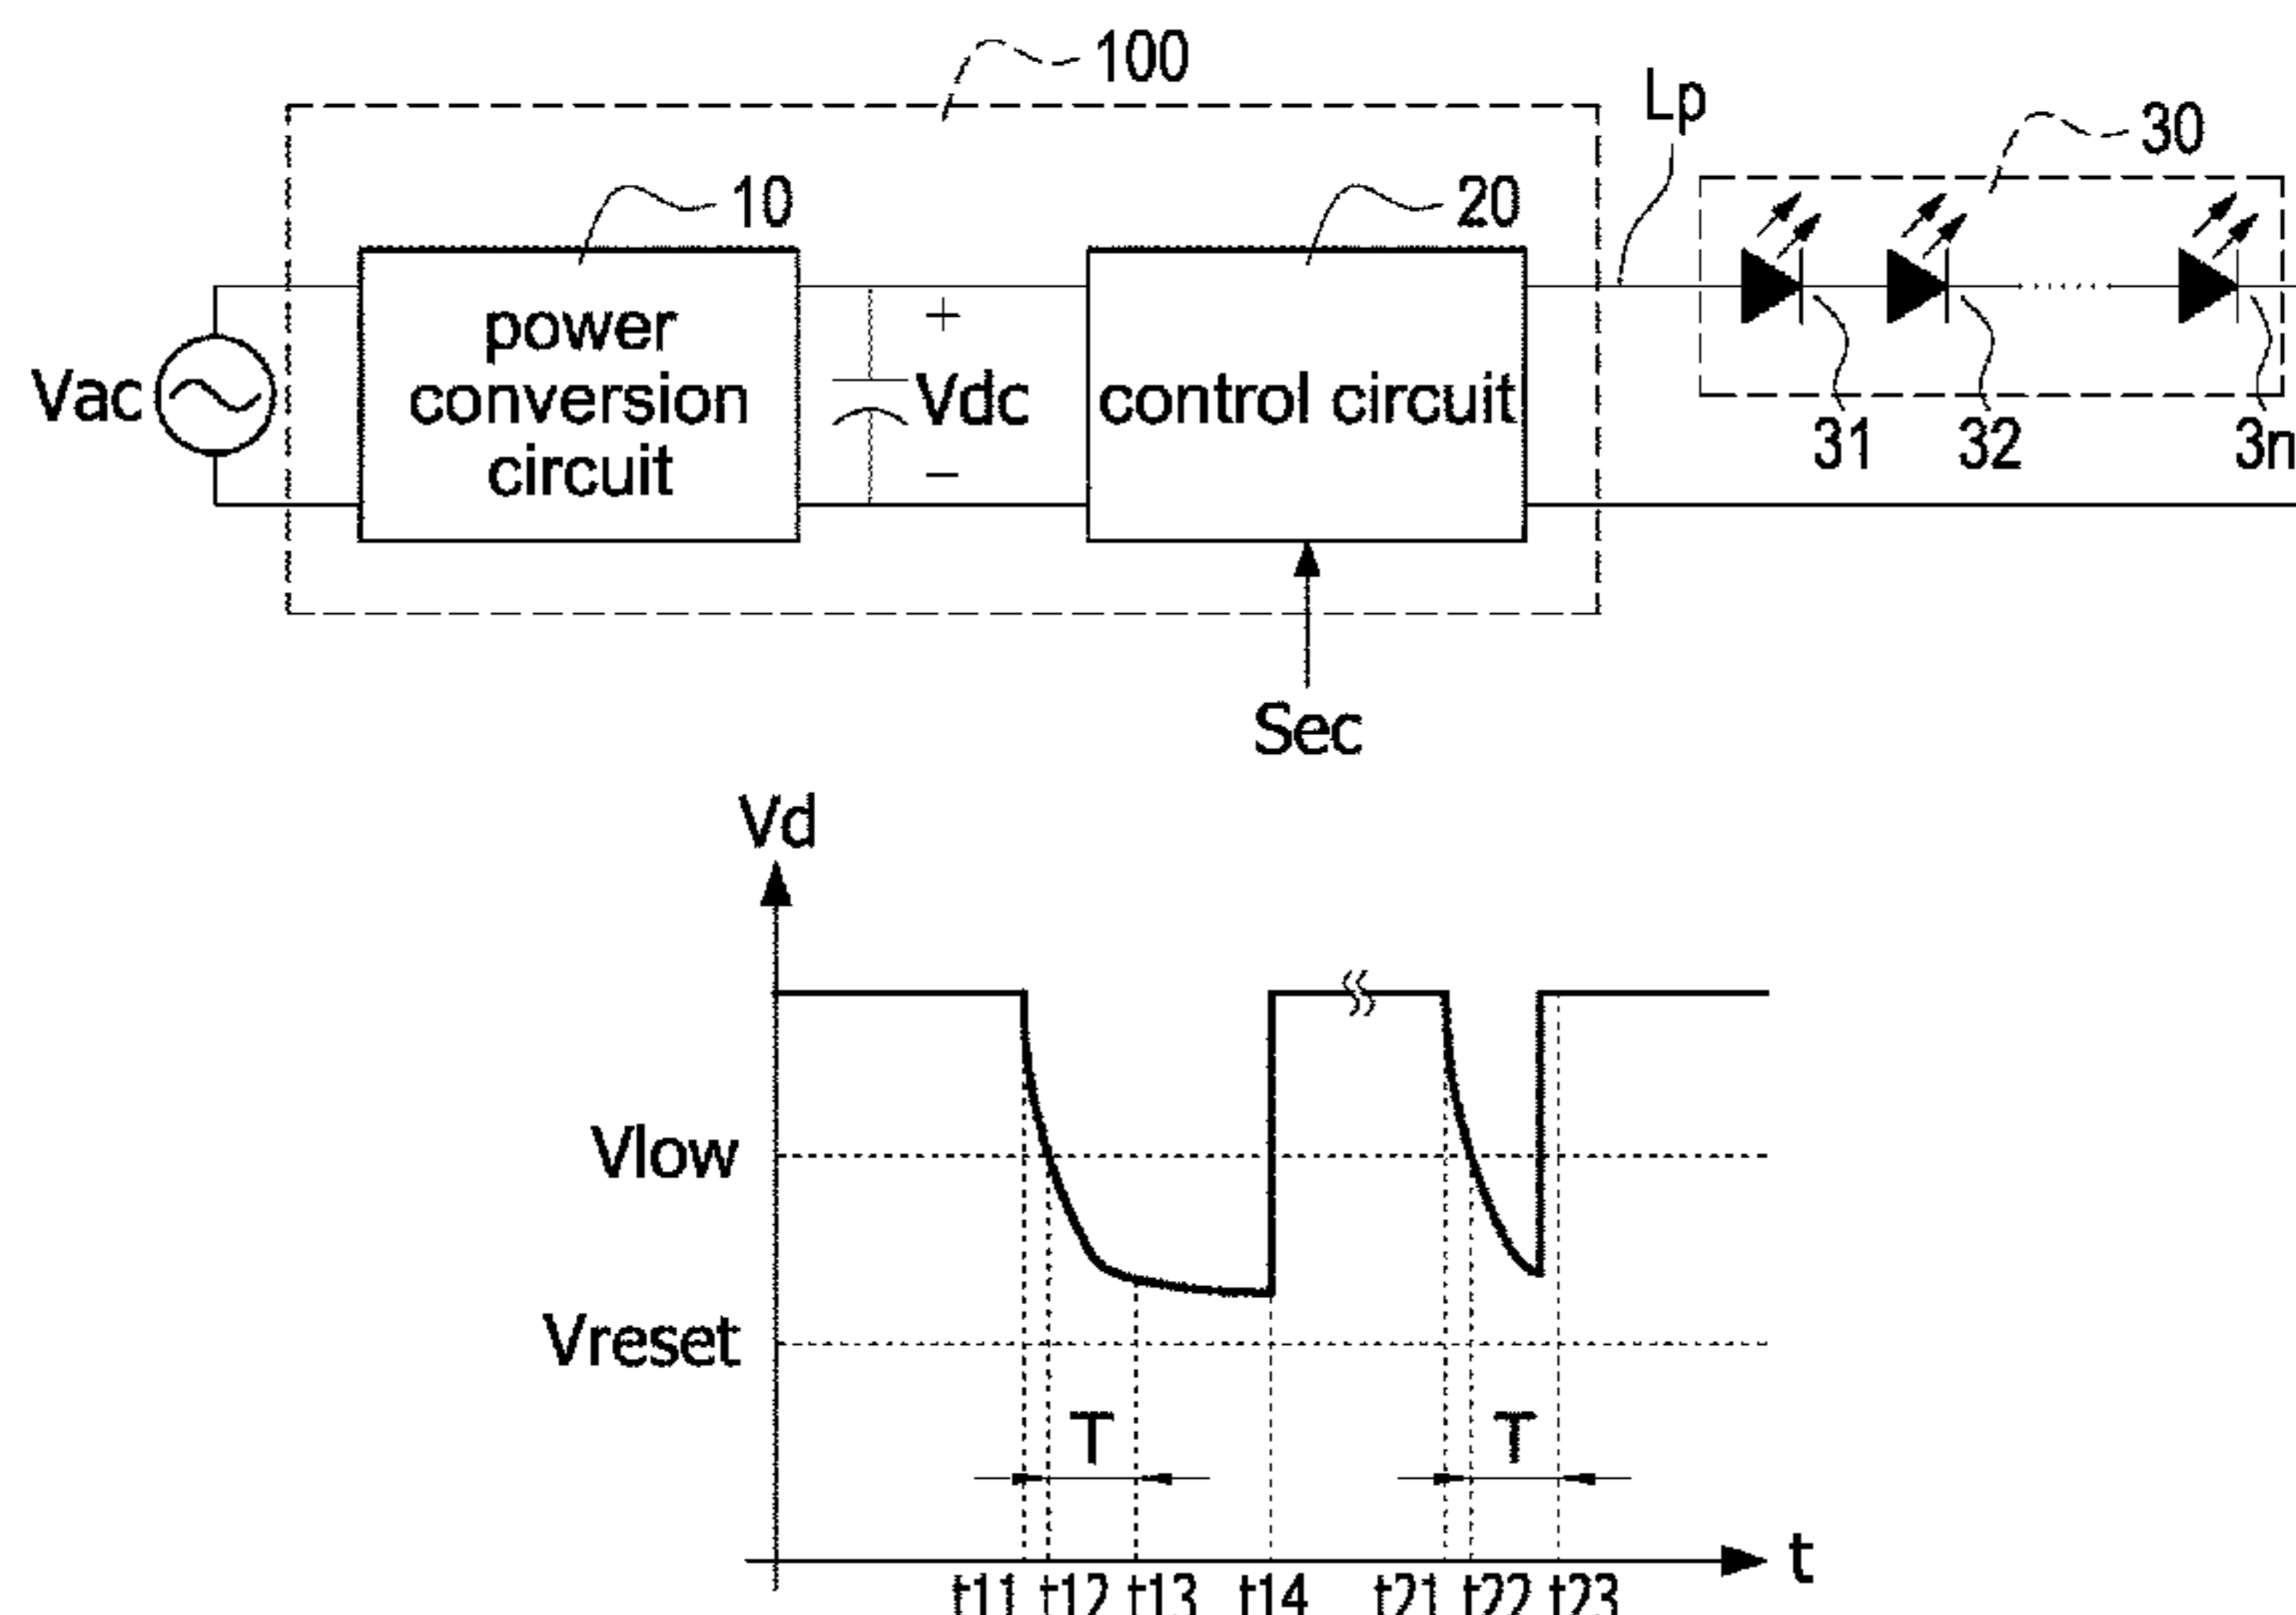 100
Lp
30
10
20
Vac
power
conversion
circuit
+
Vdc
−
control circuit
31
32
3n
Sec
Vd
Vlow
Vreset
T
T
t
t11 t12 t13 t14 t21 t22 t23